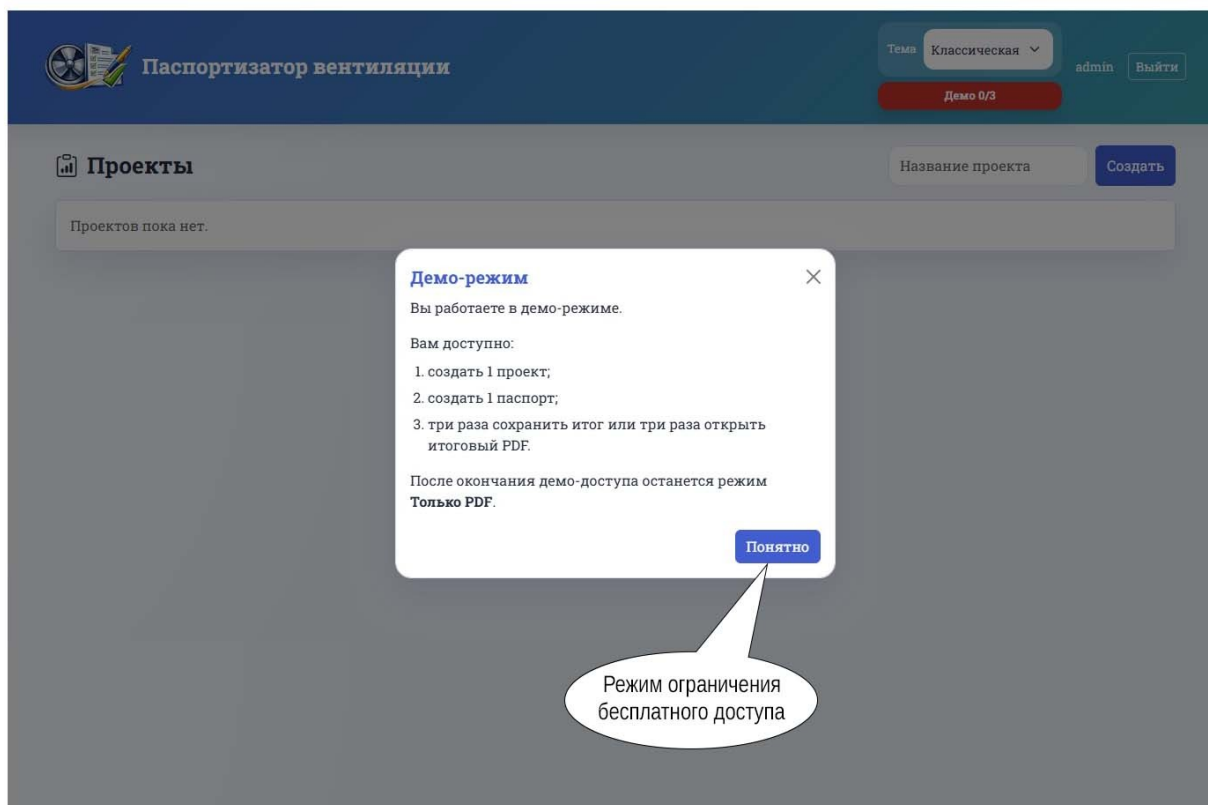 Паспортизатор вентиляции
Тема Классическая
admin Выйти
Демо 0/3
Проекты
Название проекта Создать
Проектов пока нет.
Демо-режим
Вы работаете в демо-режиме.
Вам доступно:
1. создать 1 проект;
2. создать 1 паспорт;
3. три раза сохранить итог или три раза открыть
итоговый PDF.
После окончания демо-доступа останется режим
Только PDF.
Понятно
Режим ограничения
бесплатного доступа